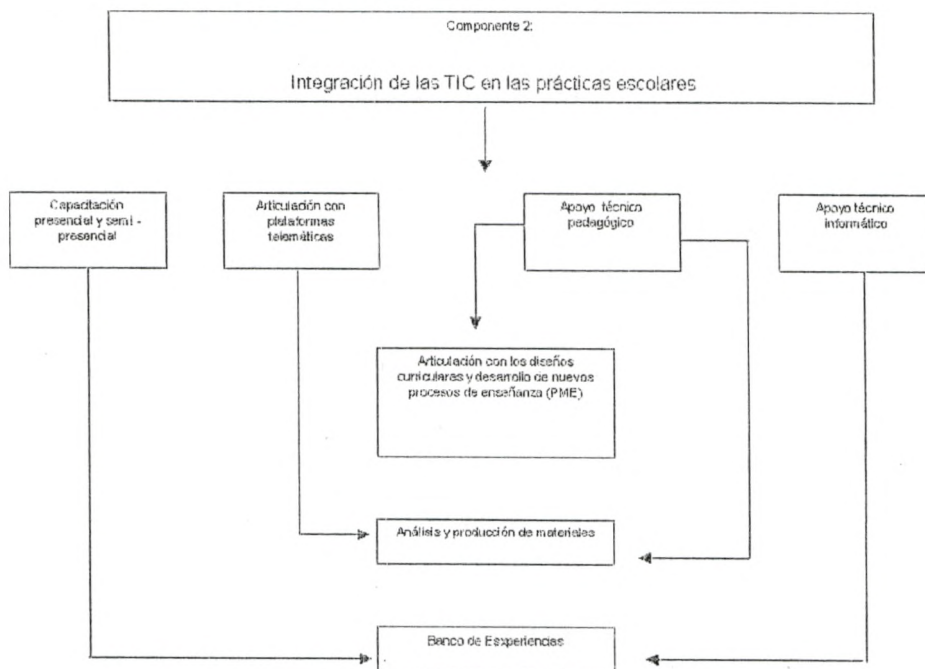 Componente 2:
Integración de las TIC en las prácticas escolares
Capacitación
presencial y semi -
presencial
Articulación con
plataformas
telemáticas
Apoyo técnico
pedagógico
Apoyo técnico
informático
Articulación con los diseños
curriculares y desarrollo de nuevos
procesos de enseñanza (PME)
Análisis y producción de materiales
Banco de Esxperiencias